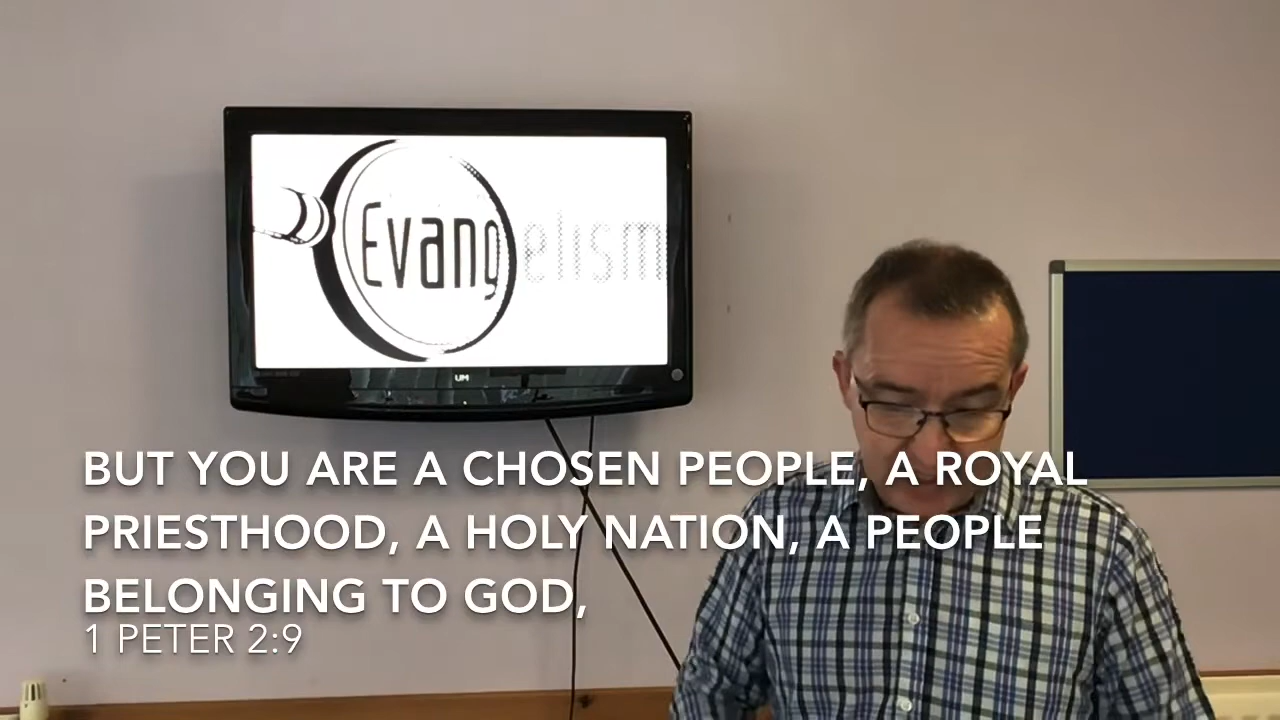 Evangelism
UM
BUT YOU ARE A CHOSEN PEOPLE, A ROYAL
PRIESTHOOD, A HOLY NATION, A PEOPLE
BELONGING TO GOD,
1 PETER 2:9